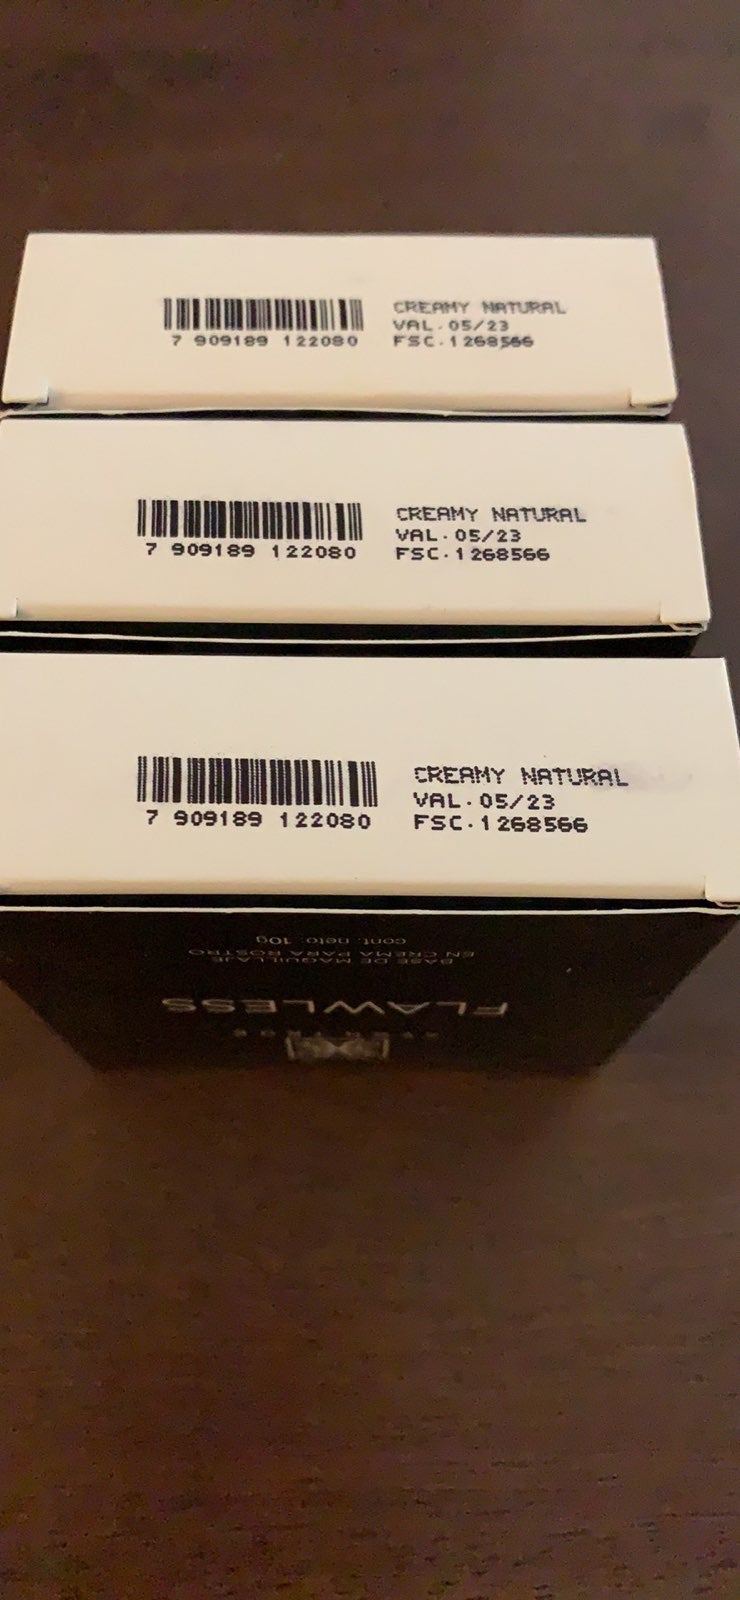 CREAMY NATURAL
VAL.05/23
FSC.1268566
7 909189 122080
CREAMY NATURAL
VAL.05/23
FSC.1268566
7 909189 122080
CREAMY NATURAL
VAL.05/23
FSC.1268566
7 909189 122080
FLAWLESS
BASE DE MAQUILLAJE
EN CREMA PARA ROSTRO
cont. neto: 10g